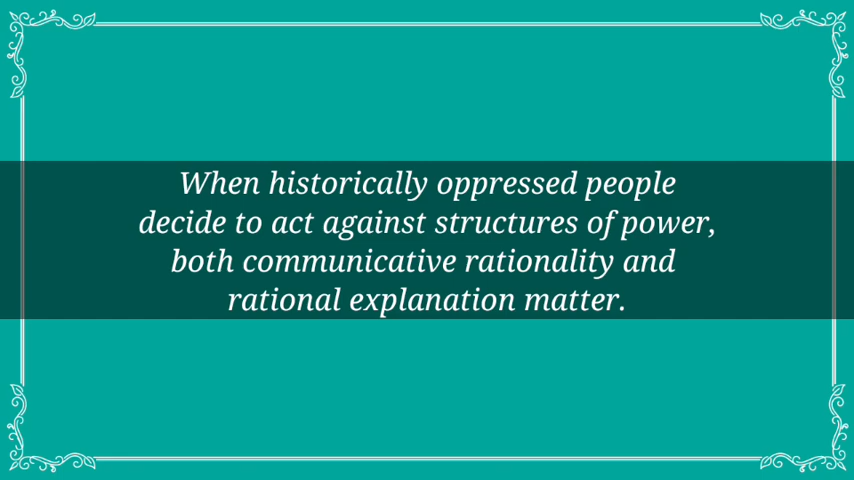 When historically oppressed people
decide to act against structures of power,
both communicative rationality and
rational explanation matter.